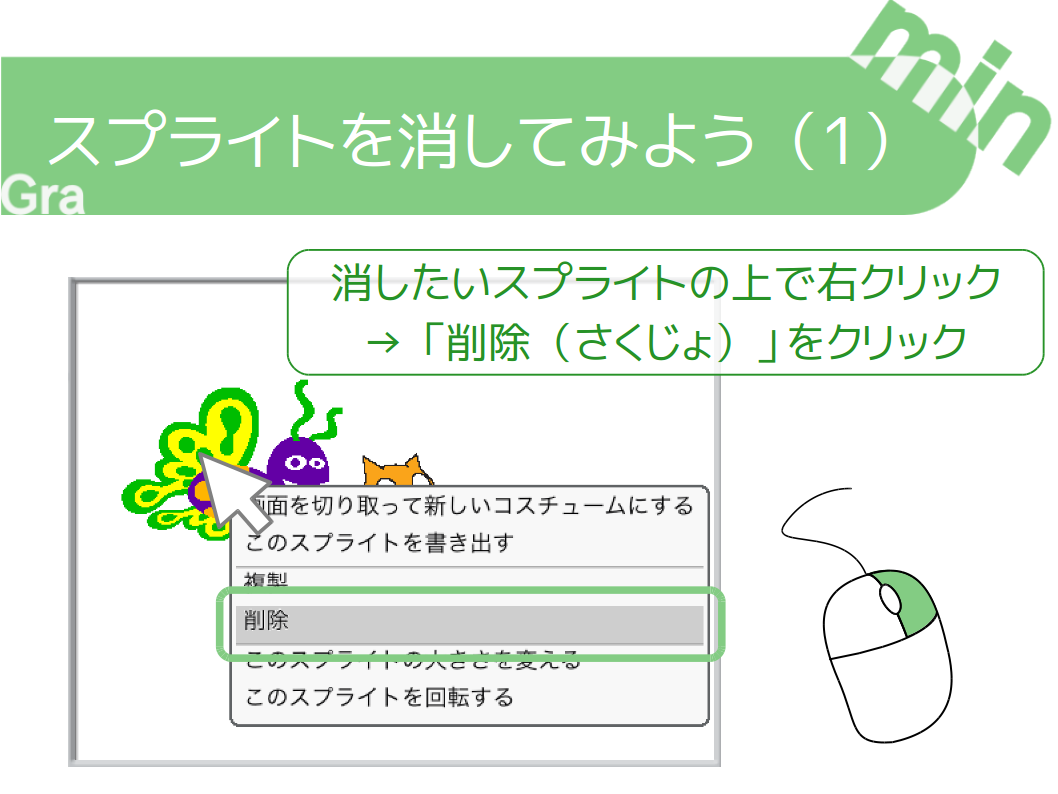 min
スプライトを消してみよう（1）
Gra
消したいスプライトの上で右クリック
→「削除（さくじょ）」をクリック
画面を切り取って新しいコスチュームにする
このスプライトを書き出す
複製
削除
このスプライトの大きさを変える
このスプライトを回転する